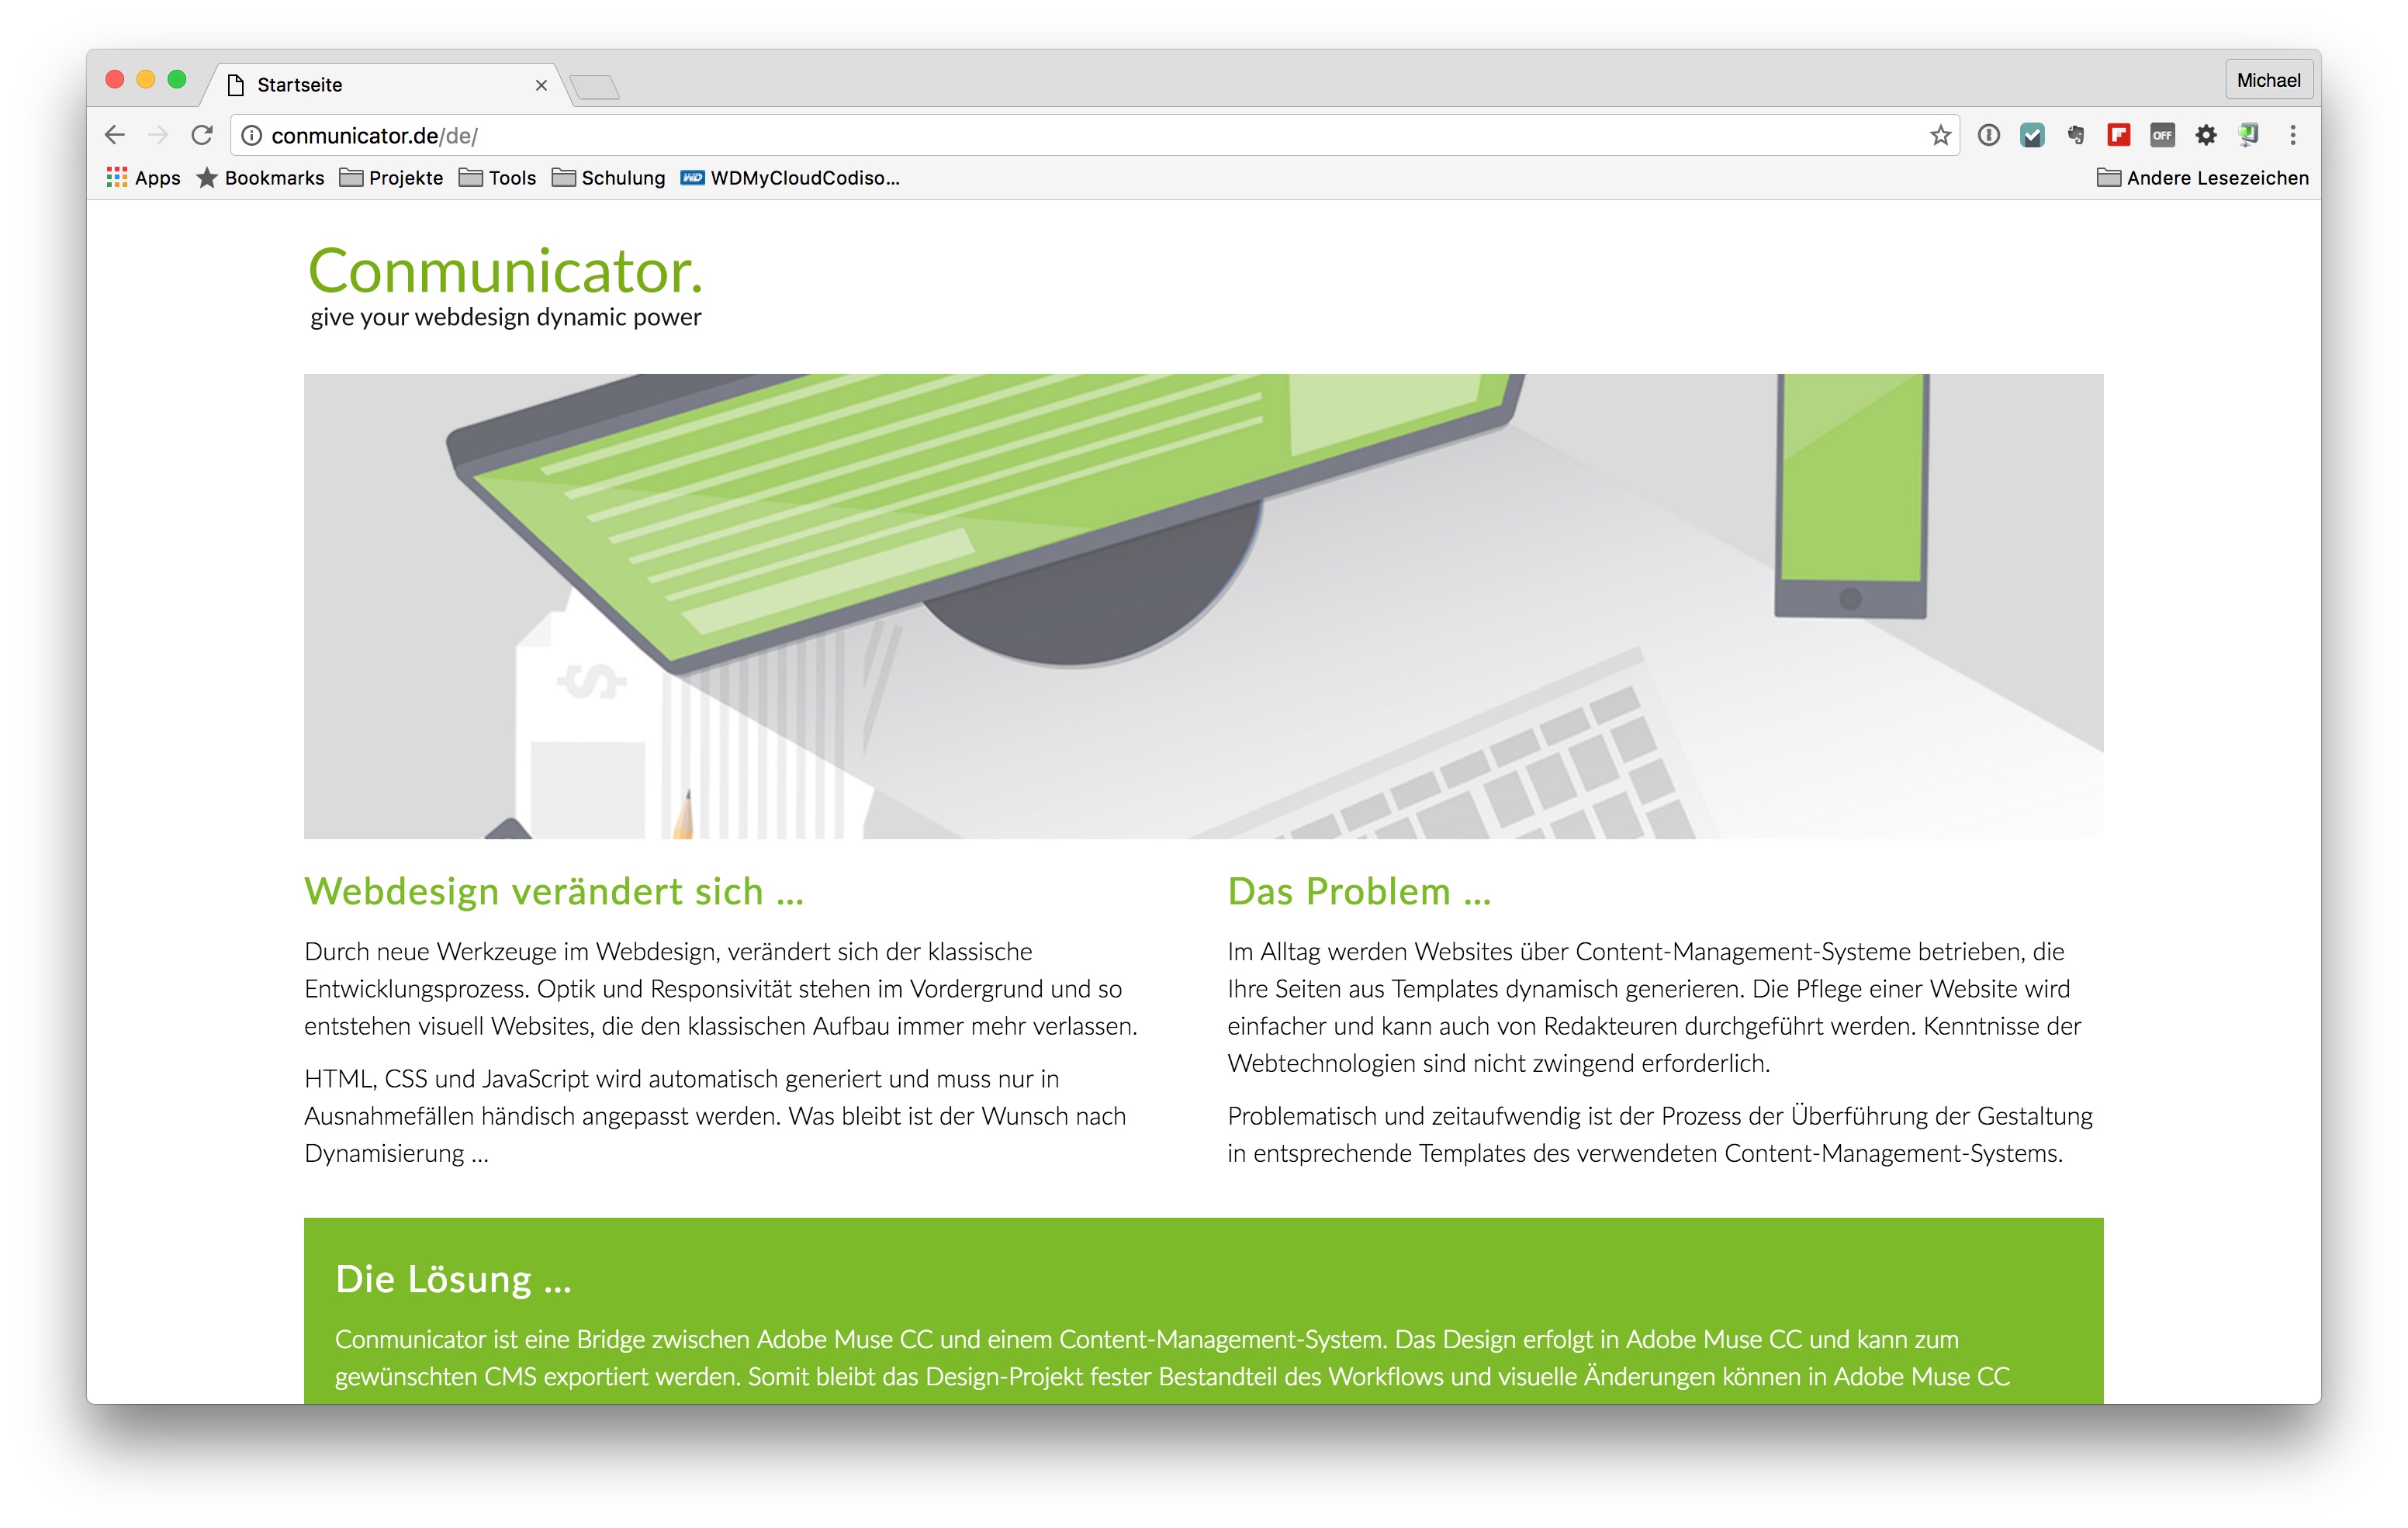 Startseite
Michael
conmunicator.de/de/
OFF
Apps Bookmarks Projekte Tools Schulung WD WDMyCloudCodiso... Andere Lesezeichen
Conmunicator.
give your webdesign dynamic power
$
Webdesign verändert sich ...
Durch neue Werkzeuge im Webdesign, verändert sich der klassische
Entwicklungsprozess. Optik und Responsivität stehen im Vordergrund und so
entstehen visuell Websites, die den klassischen Aufbau immer mehr verlassen.
HTML, CSS und JavaScript wird automatisch generiert und muss nur in
Ausnahmefällen händisch angepasst werden. Was bleibt ist der Wunsch nach
Dynamisierung ...
Das Problem ...
Im Alltag werden Websites über Content-Management-Systeme betrieben, die
Ihre Seiten aus Templates dynamisch generieren. Die Pflege einer Website wird
einfacher und kann auch von Redakteuren durchgeführt werden. Kenntnisse der
Webtechnologien sind nicht zwingend erforderlich.
Problematisch und zeitaufwendig ist der Prozess der Überführung der Gestaltung
in entsprechende Templates des verwendeten Content-Management-Systems.
Die Lösung ...
Conmunicator ist eine Bridge zwischen Adobe Muse CC und einem Content-Management-System. Das Design erfolgt in Adobe Muse CC und kann zum
gewünschten CMS exportiert werden. Somit bleibt das Design-Projekt fester Bestandteil des Workflows und visuelle Änderungen können in Adobe Muse CC